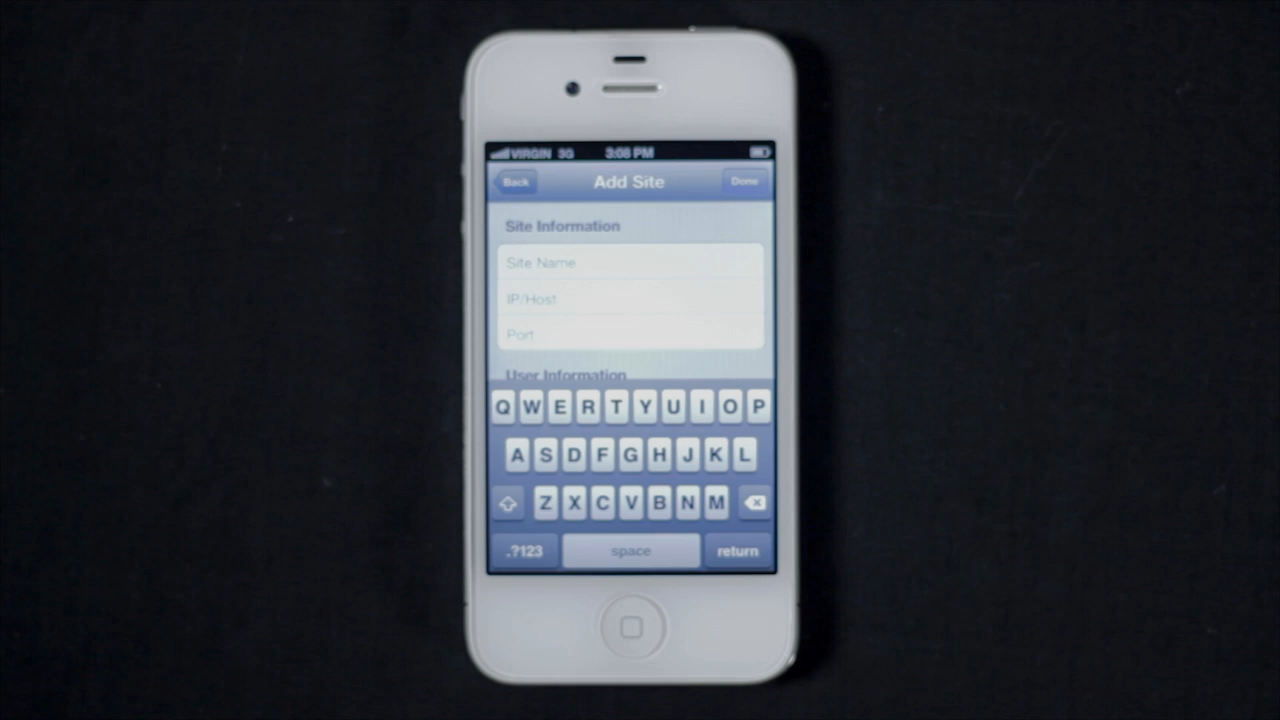 VIRGIN 3G 3:08 PM
Back Add Site Done
Site Information
Site Name
IP/Host
Port
User Information
Q W E R T Y U I O P
A S D F G H J K L
Z X C V B N M
.?123 space return